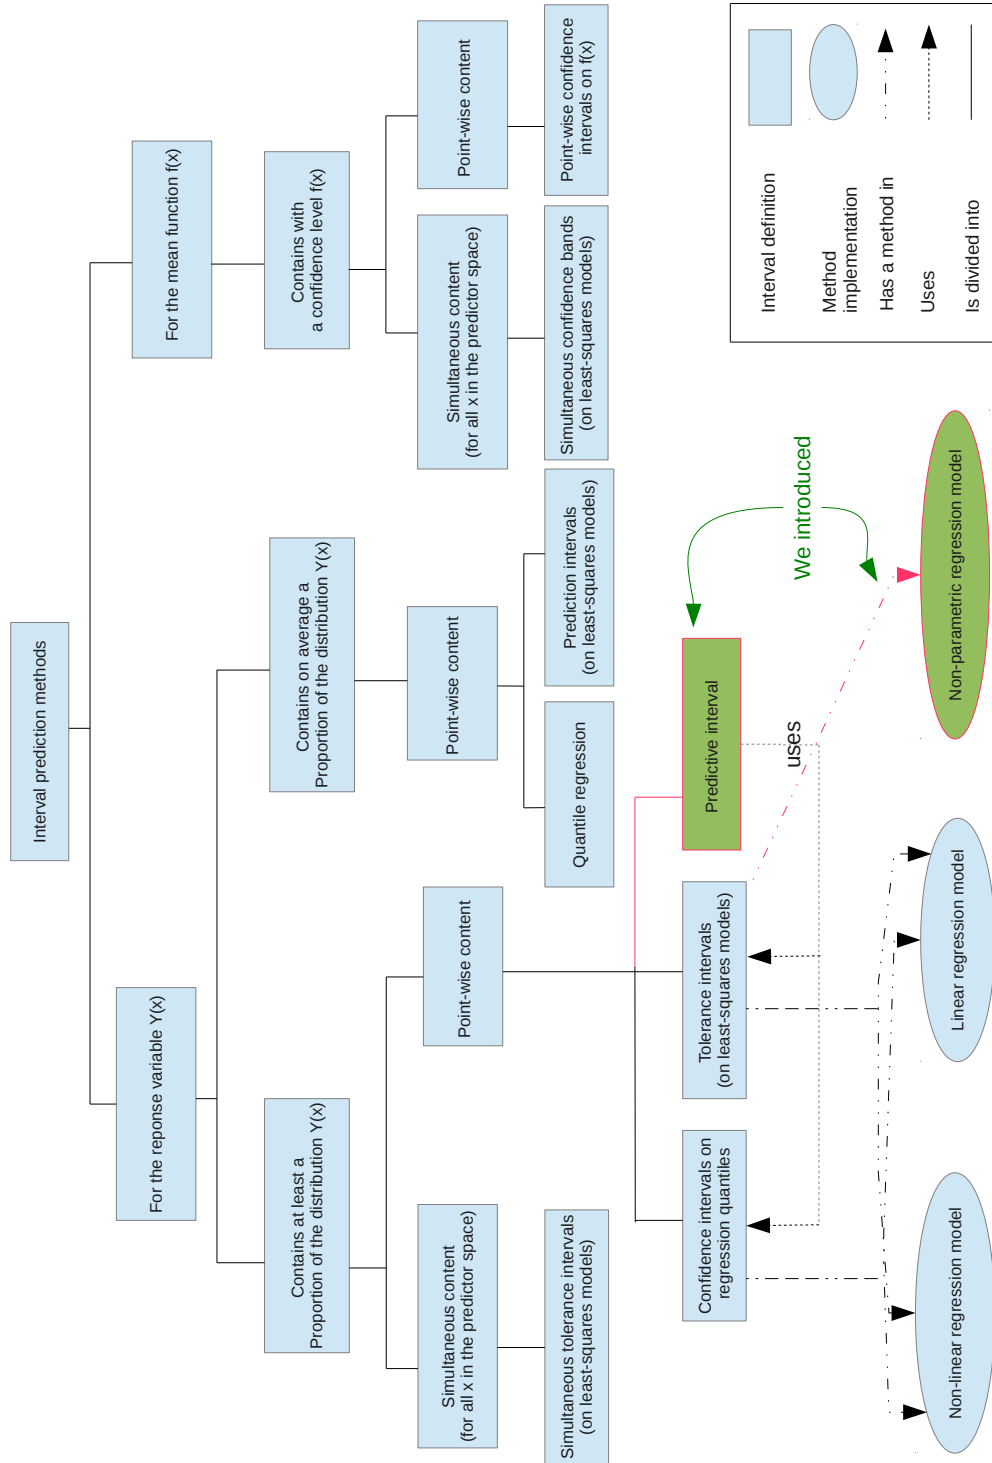 Interval prediction methods
For the reponse variable Y(x)
For the mean function f(x)
Contains at least a
Proportion of the distribution Y(x)
Contains on average a
Proportion of the distribution Y(x)
Contains with
a confidence level f(x)
Simultaneous content
(for all x in the predictor space)
Point-wise content
Point-wise content
Simultaneous content
(for all x in the predictor space)
Point-wise content
Simultaneous tolerance intervals
(on least-squares models)
Quantile regression
Prediction intervals
(on least-squares models)
Simultaneous confidence bands
(on least-squares models)
Point-wise confidence
intervals on f(x)
Confidence intervals on
regression quantiles
Tolerance intervals
(on least-squares models)
Predictive interval
uses
We introduced
Non-linear regression model
Linear regression model
Non-parametric regression model
Interval definition
Method
implementation
Has a method in
Uses
Is divided into